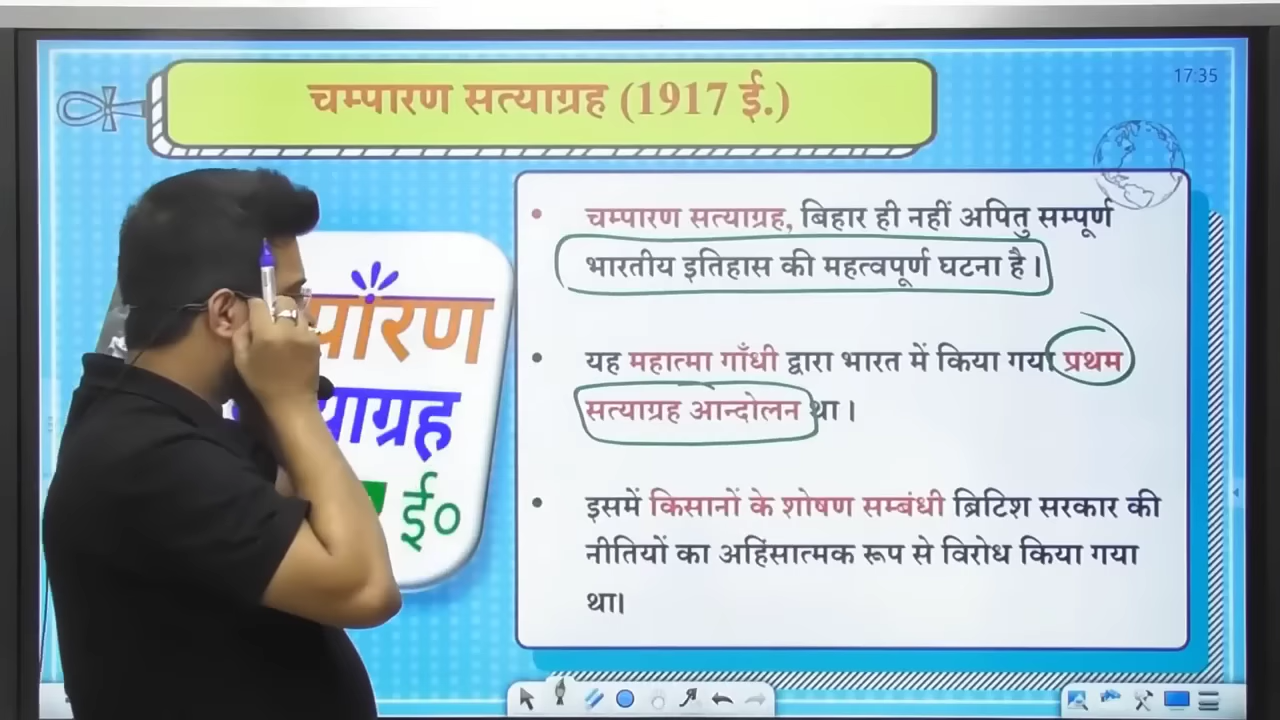 चम्पारण सत्याग्रह (1917 ई.)
17:35
चम्पारण सत्याग्रह, बिहार ही नहीं अपितु सम्पूर्ण
भारतीय इतिहास की महत्वपूर्ण घटना है।
यह महात्मा गाँधी द्वारा भारत में किया गया प्रथम
सत्याग्रह आन्दोलन था।
इसमें किसानों के शोषण सम्बंधी ब्रिटिश सरकार की
नीतियों का अहिंसात्मक रूप से विरोध किया गया
था।
ई०